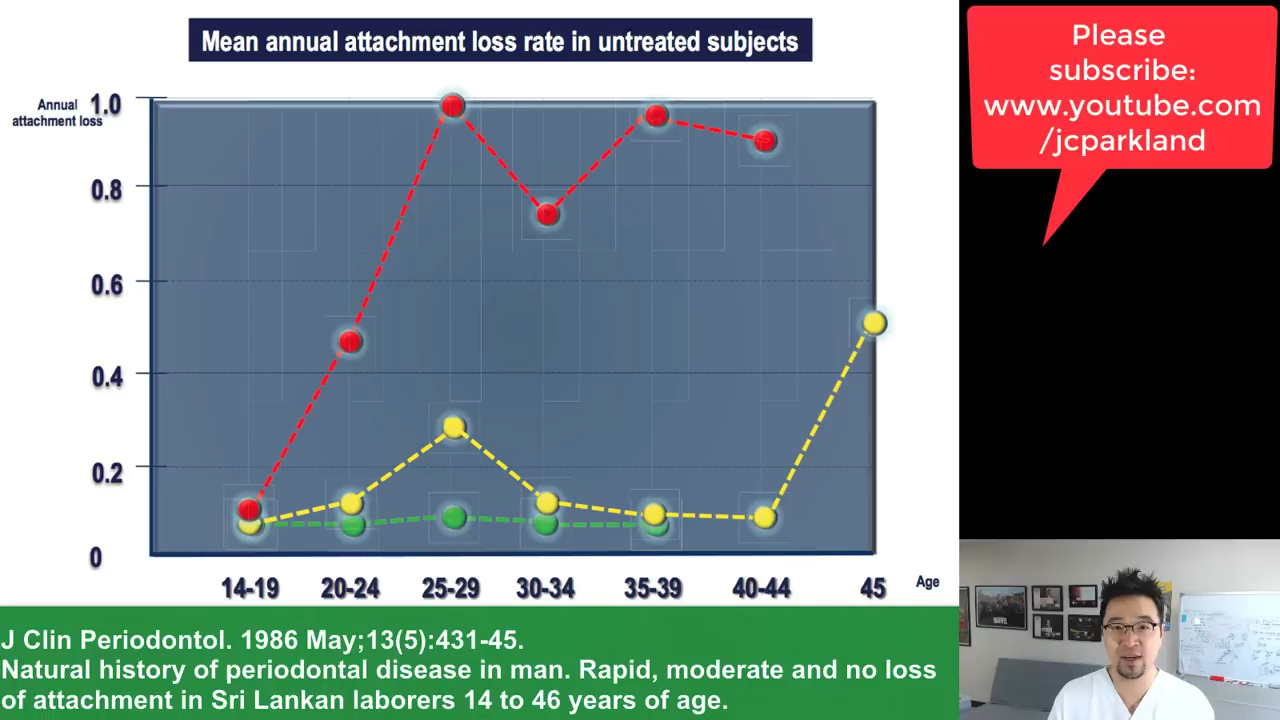 Mean annual attachment loss rate in untreated subjects
Please
subscribe:
www.youtube.com
/jcparkland
Annual
attachment loss
1.0
0.8
0.6
0.4
0.2
0
14-19 20-24 25-29 30-34 35-39 40-44 45 Age
J Clin Periodontol. 1986 May;13(5):431-45.
Natural history of periodontal disease in man. Rapid, moderate and no loss
of attachment in Sri Lankan laborers 14 to 46 years of age.